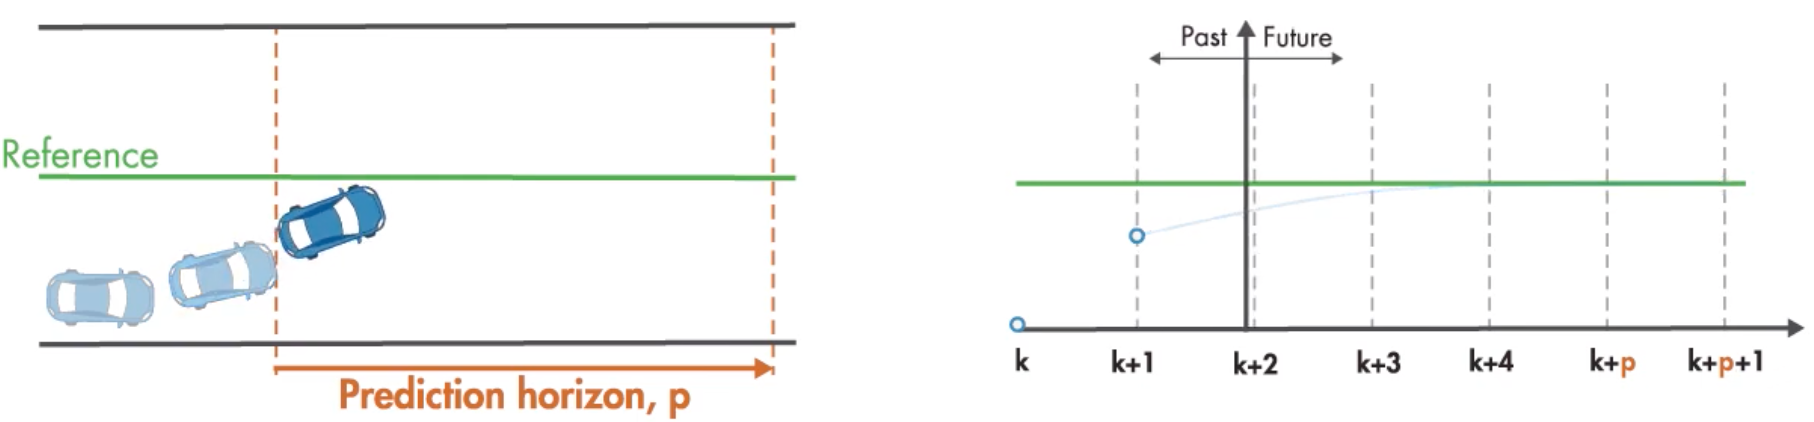 Reference
Prediction horizon, p
Past Future
k k+1 k+2 k+3 k+4 k+p k+p+1